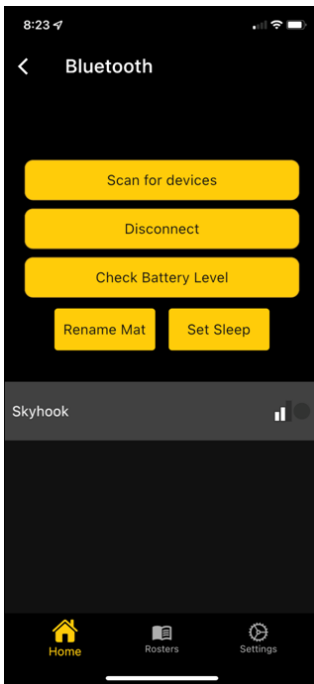 8:23
Bluetooth
Scan for devices
Disconnect
Check Battery Level
Rename Mat
Set Sleep
Skyhook
Home
Rosters
Settings